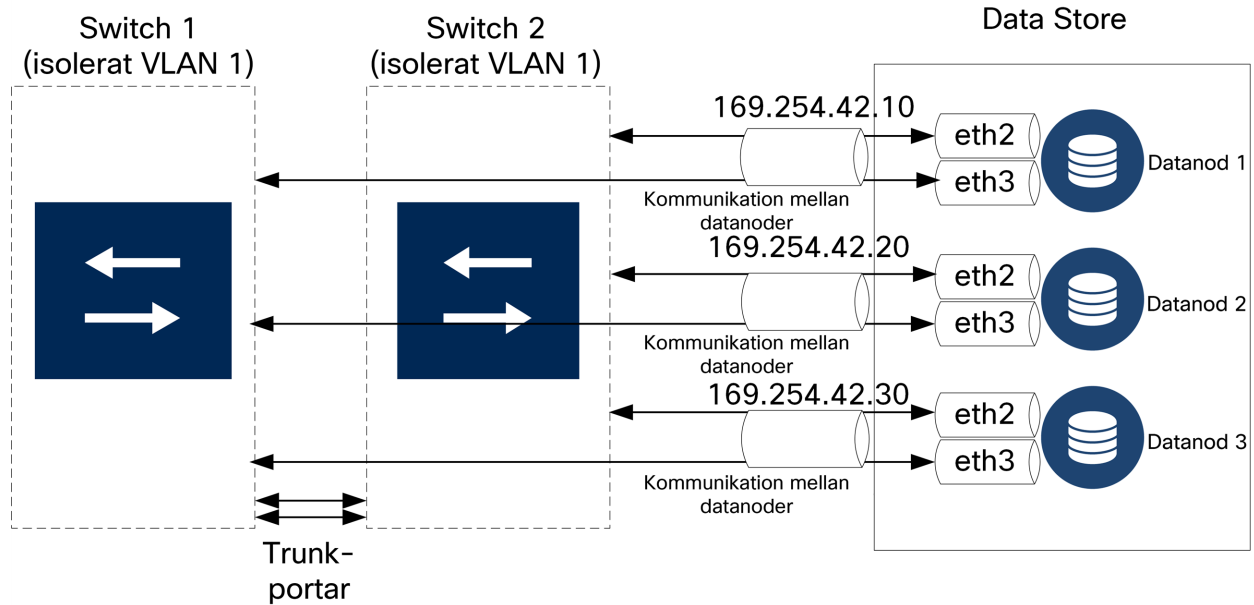 Switch 1
(isolerat VLAN 1)
Switch 2
(isolerat VLAN 1)
Data Store
169.254.42.10
eth2
eth3
Datanod 1
Kommunikation mellan
datanoder
169.254.42.20
eth2
eth3
Datanod 2
Kommunikation mellan
datanoder
169.254.42.30
eth2
eth3
Datanod 3
Kommunikation mellan
datanoder
Trunk-
portar